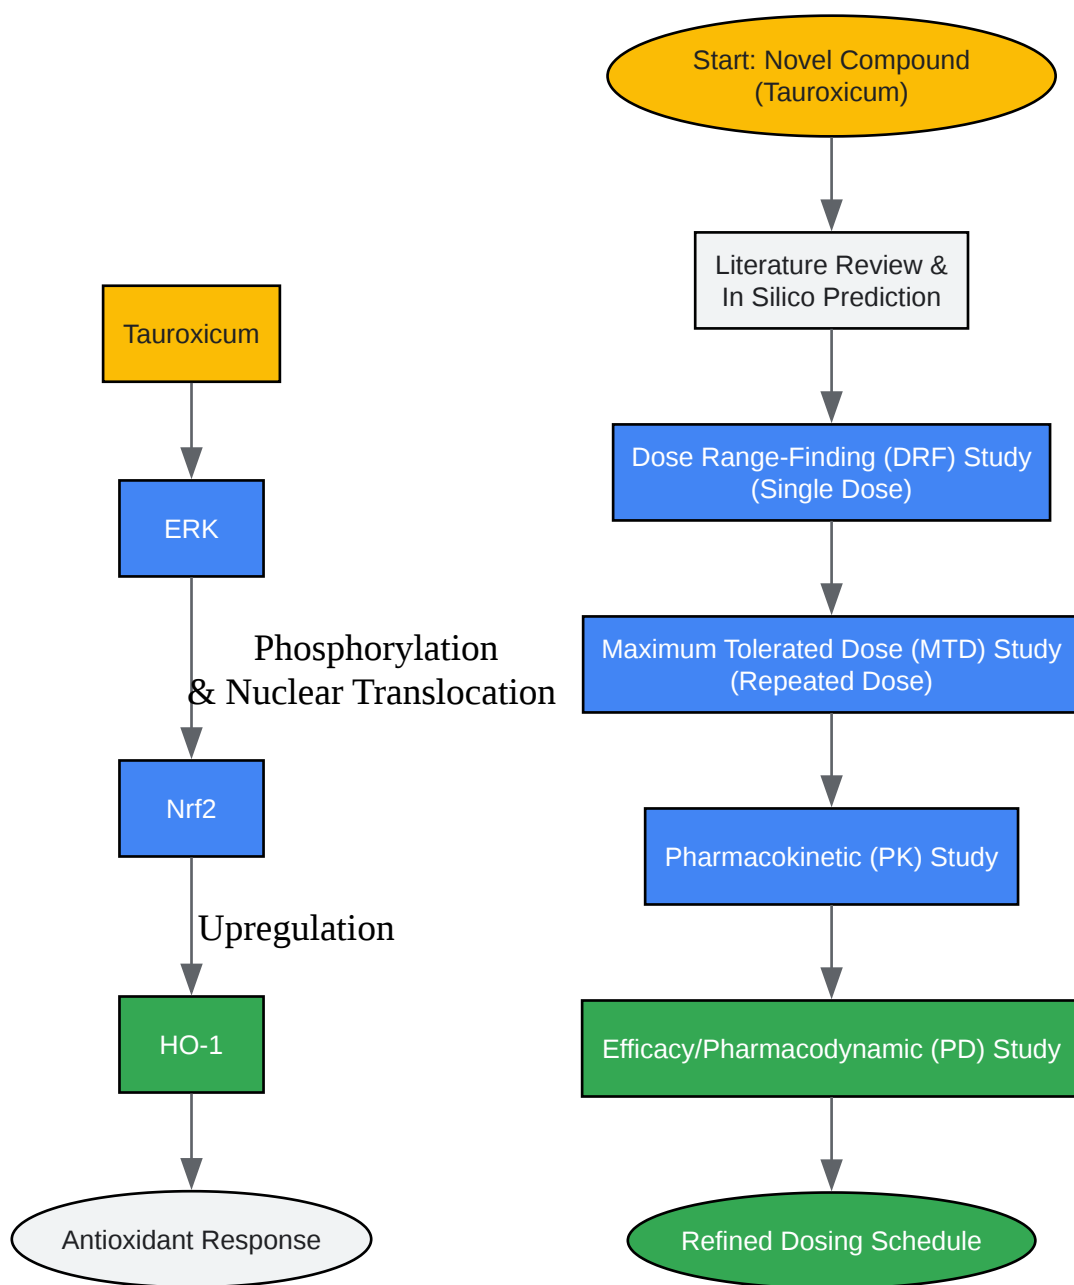 Tauroxicum
ERK
Phosphorylation
& Nuclear Translocation
Nrf2
Upregulation
HO-1
Antioxidant Response
Start: Novel Compound
(Tauroxicum)
Literature Review &
In Silico Prediction
Dose Range-Finding (DRF) Study
(Single Dose)
Maximum Tolerated Dose (MTD) Study
(Repeated Dose)
Pharmacokinetic (PK) Study
Efficacy/Pharmacodynamic (PD) Study
Refined Dosing Schedule